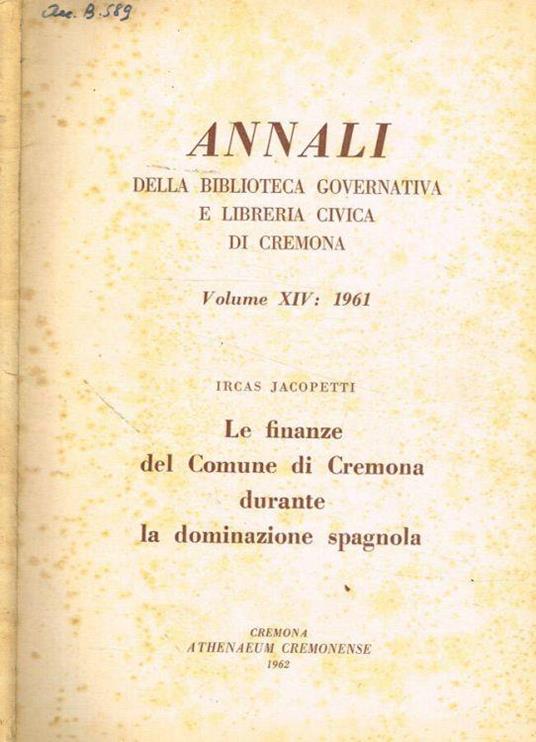 Acc. B. 589
ANNALI
DELLA BIBLIOTECA GOVERNATIVA
E LIBRERIA CIVICA
DI CREMONA
Volume XIV: 1961
IRCAS JACOPETTI
Le finanze
del Comune di Cremona
durante
la dominazione spagnola
CREMONA
ATHENAEUM CREMONENSE
1962